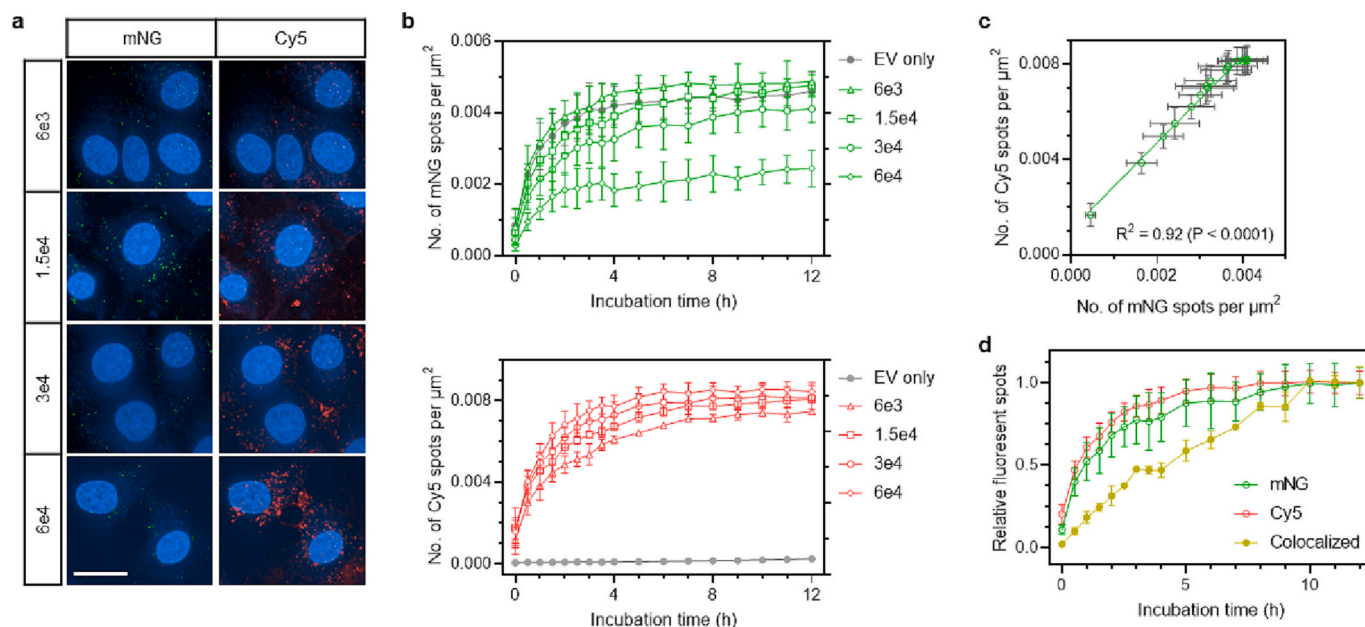 a
mNG
Cy5
6e3
1.5e4
3e4
6e4
b
0.006
0.004
0.002
0.000
No. of mNG spots per µm²
0
4
8
12
Incubation time (h)
EV only
6e3
1.5e4
3e4
6e4
0.008
0.004
0.000
No. of Cy5 spots per µm²
0
4
8
12
Incubation time (h)
EV only
6e3
1.5e4
3e4
6e4
c
0.008
0.004
0.000
No. of Cy5 spots per µm²
R² = 0.92 (P < 0.0001)
0.000
0.002
0.004
No. of mNG spots per µm²
d
1.0
0.5
0.0
Relative fluorescent spots
mNG
Cy5
Colocalized
0
5
10
Incubation time (h)